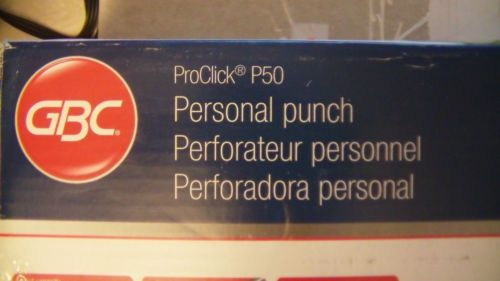 GBC
ProClick® P50
Personal punch
Perforateur personnel
Perforadora personal